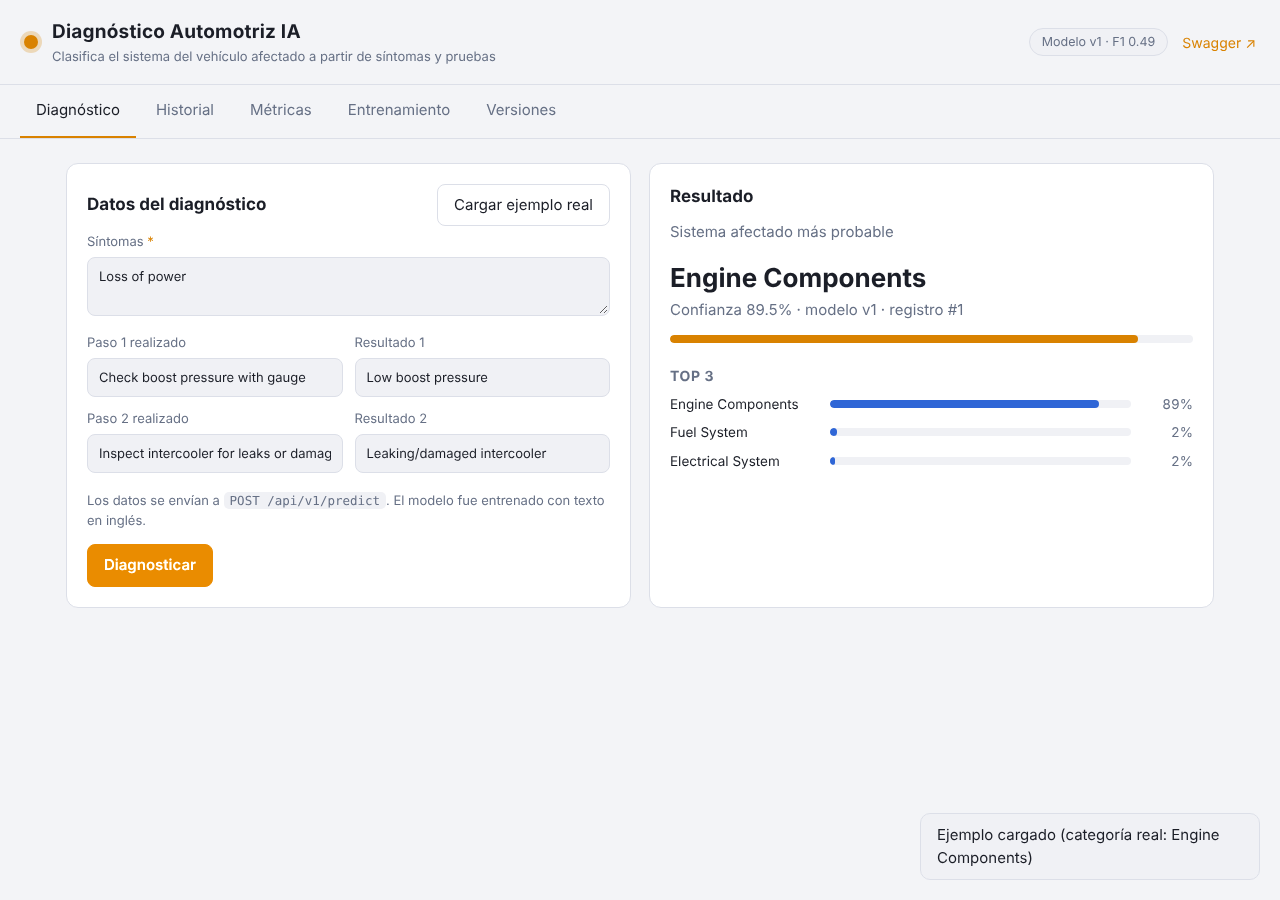 Diagnóstico Automotriz IA
Clasifica el sistema del vehículo afectado a partir de síntomas y pruebas
Modelo v1 · F1 0.49
Swagger ↗
Diagnóstico
Historial
Métricas
Entrenamiento
Versiones
Datos del diagnóstico
Cargar ejemplo real
Síntomas *
Loss of power
Paso 1 realizado
Resultado 1
Check boost pressure with gauge
Low boost pressure
Paso 2 realizado
Resultado 2
Inspect intercooler for leaks or damag
Leaking/damaged intercooler
Los datos se envían a POST /api/v1/predict. El modelo fue entrenado con texto
en inglés.
Diagnosticar
Resultado
Sistema afectado más probable
Engine Components
Confianza 89.5% · modelo v1 · registro #1
TOP 3
Engine Components 89%
Fuel System 2%
Electrical System 2%
Ejemplo cargado (categoría real: Engine
Components)